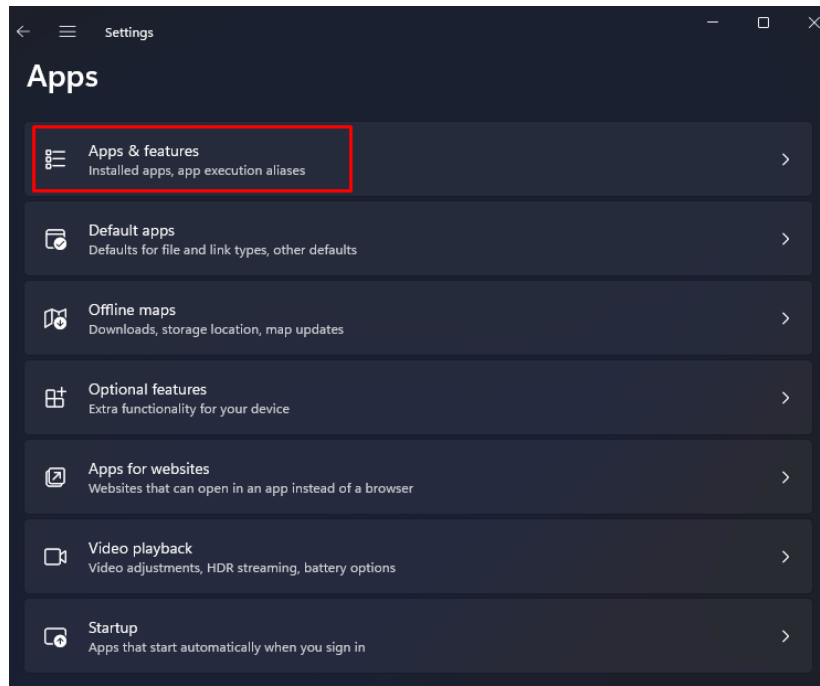 Settings
Apps
Apps & features
Installed apps, app execution aliases
Default apps
Defaults for file and link types, other defaults
Offline maps
Downloads, storage location, map updates
Optional features
Extra functionality for your device
Apps for websites
Websites that can open in an app instead of a browser
Video playback
Video adjustments, HDR streaming, battery options
Startup
Apps that start automatically when you sign in